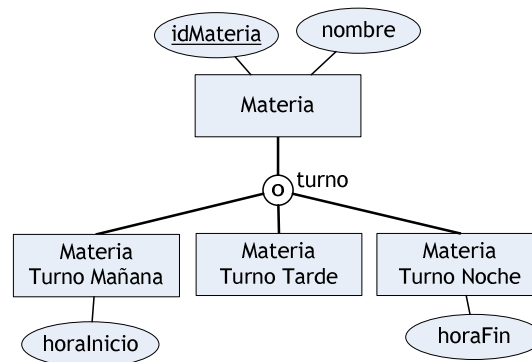 idMateria
nombre
Materia
O
turno
Materia
Turno Mañana
Materia
Turno Tarde
Materia
Turno Noche
horaInicio
horaFin